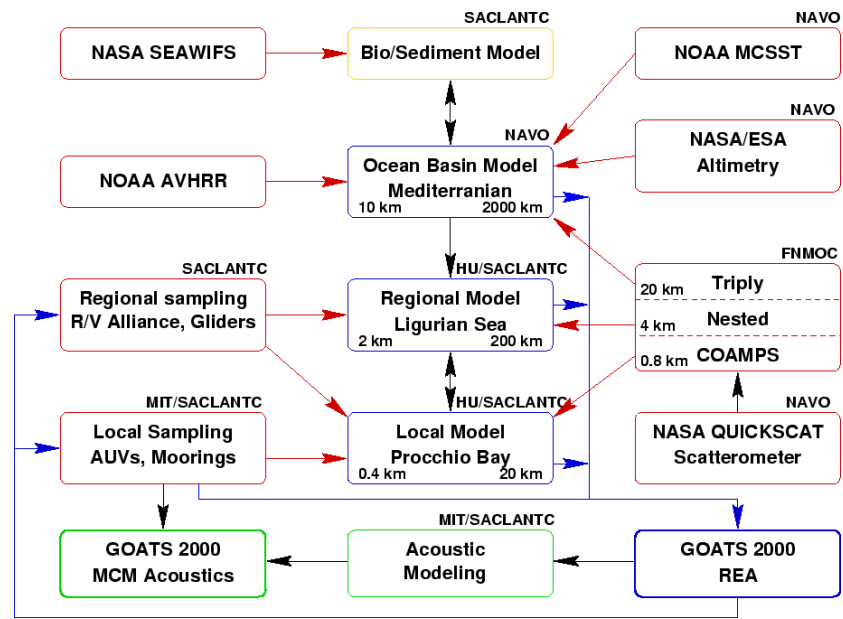 SACLANTC
NAVO
NASA SEAWIFS
Bio/Sediment Model
NOAA MCSST
NAVO
NAVO
NASA/ESA
Altimetry
Ocean Basin Model
Mediterranian
10 km
2000 km
NOAA AVHRR
SACLANTC
HU/SACLANTC
FNMOC
Regional sampling
R/V Alliance, Gliders
Regional Model
Ligurian Sea
2 km
200 km
20 km
Triply
4 km
Nested
0.8 km
COAMPS
MIT/SACLANTC
HU/SACLANTC
NAVO
Local Sampling
AUVs, Moorings
Local Model
Procchio Bay
0.4 km
20 km
NASA QUICKSCAT
Scatterometer
MIT/SACLANTC
GOATS 2000
MCM Acoustics
Acoustic
Modeling
GOATS 2000
REA